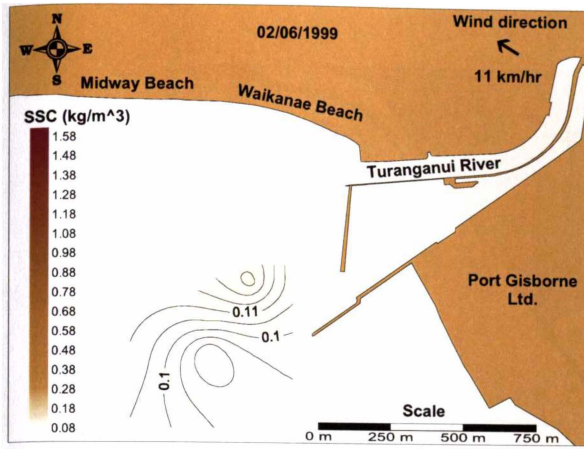 N
W E
S
02/06/1999
Wind direction
11 km/hr
Midway Beach
Waikanae Beach
Turanganui River
SSC (kg/m^3)
1.58
1.48
1.38
1.28
1.18
1.08
0.98
0.88
0.78
0.68
0.58
0.48
0.38
0.28
0.18
0.08
0.11
0.1
0.1
Port Gisborne
Ltd.
Scale
0 m 250 m 500 m 750 m